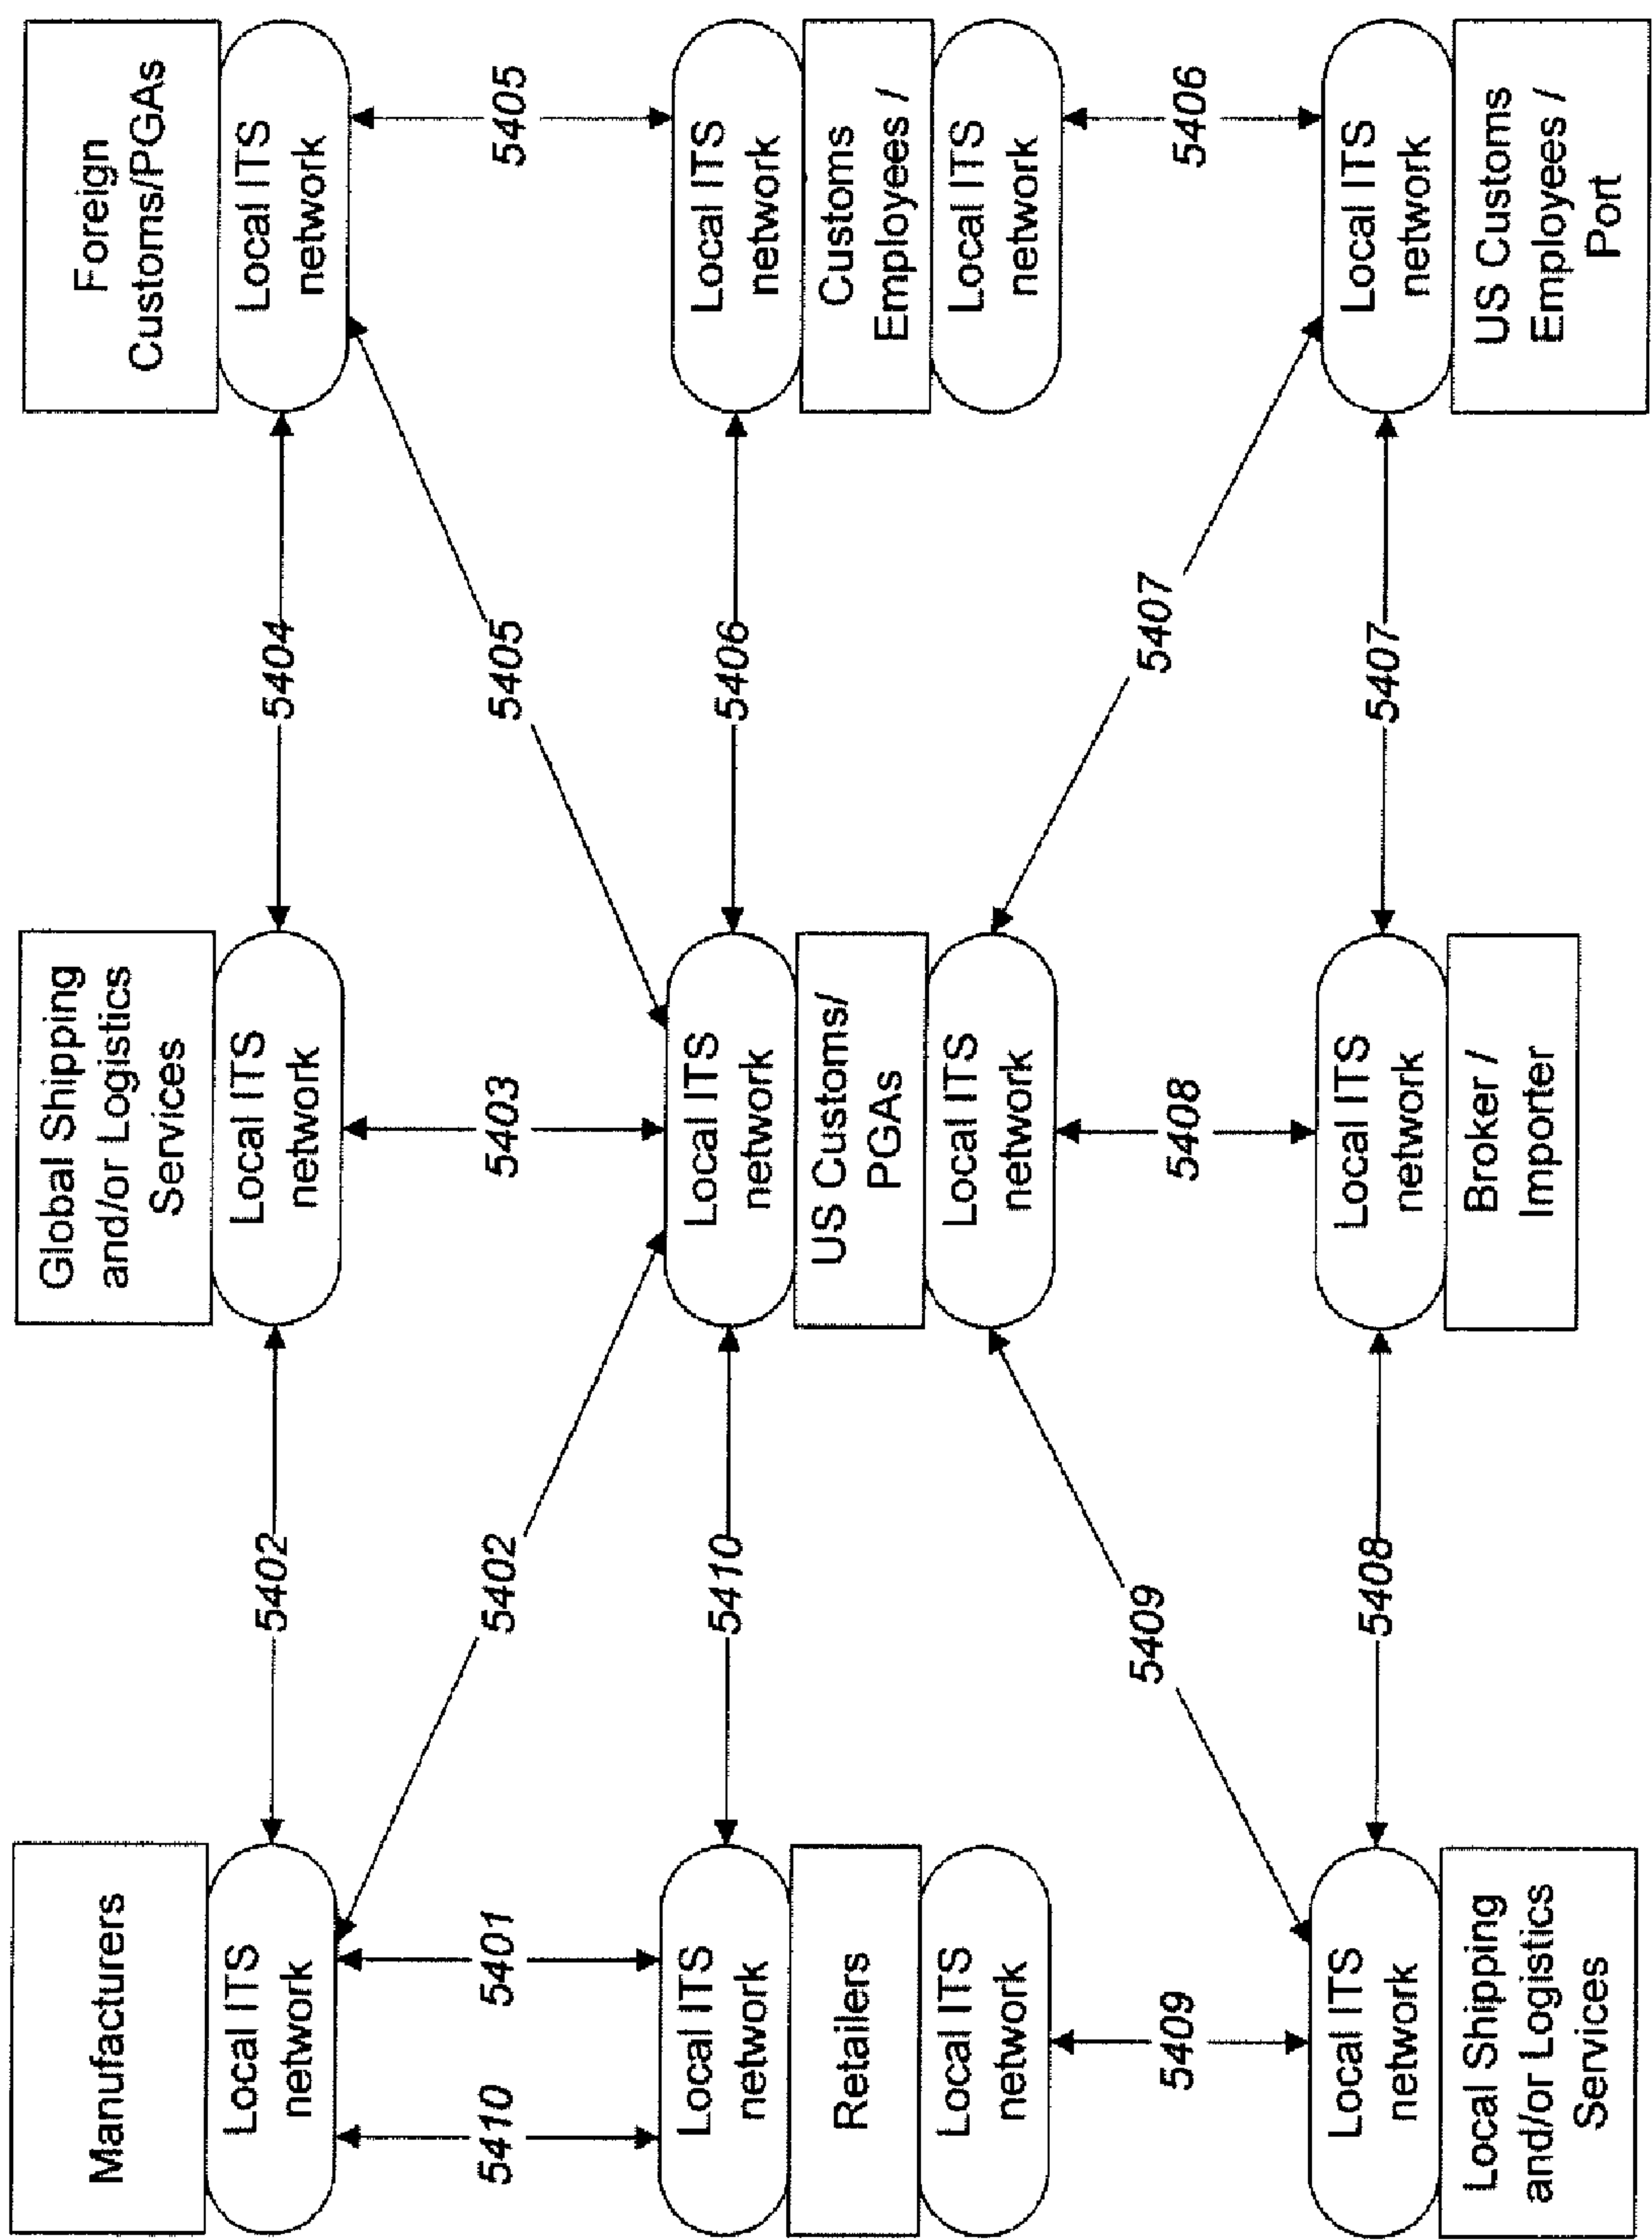 Manufacturers
Local ITS
network
5402
Global Shipping
and/or Logistics
Services
Local ITS
network
5404
Foreign
Customs/PGAs
Local ITS
network
5410
5401
5402
5403
5405
5405
Local ITS
network
Retailers
Local ITS
network
5410
Local ITS
network
US Customs/
PGAs
Local ITS
network
5406
Local ITS
network
Customs
Employees /
Local ITS
network
5409
5409
5408
5407
5406
Local ITS
network
Local Shipping
and/or Logistics
Services
5408
Local ITS
network
Broker /
Importer
5407
Local ITS
network
US Customs
Employees /
Port